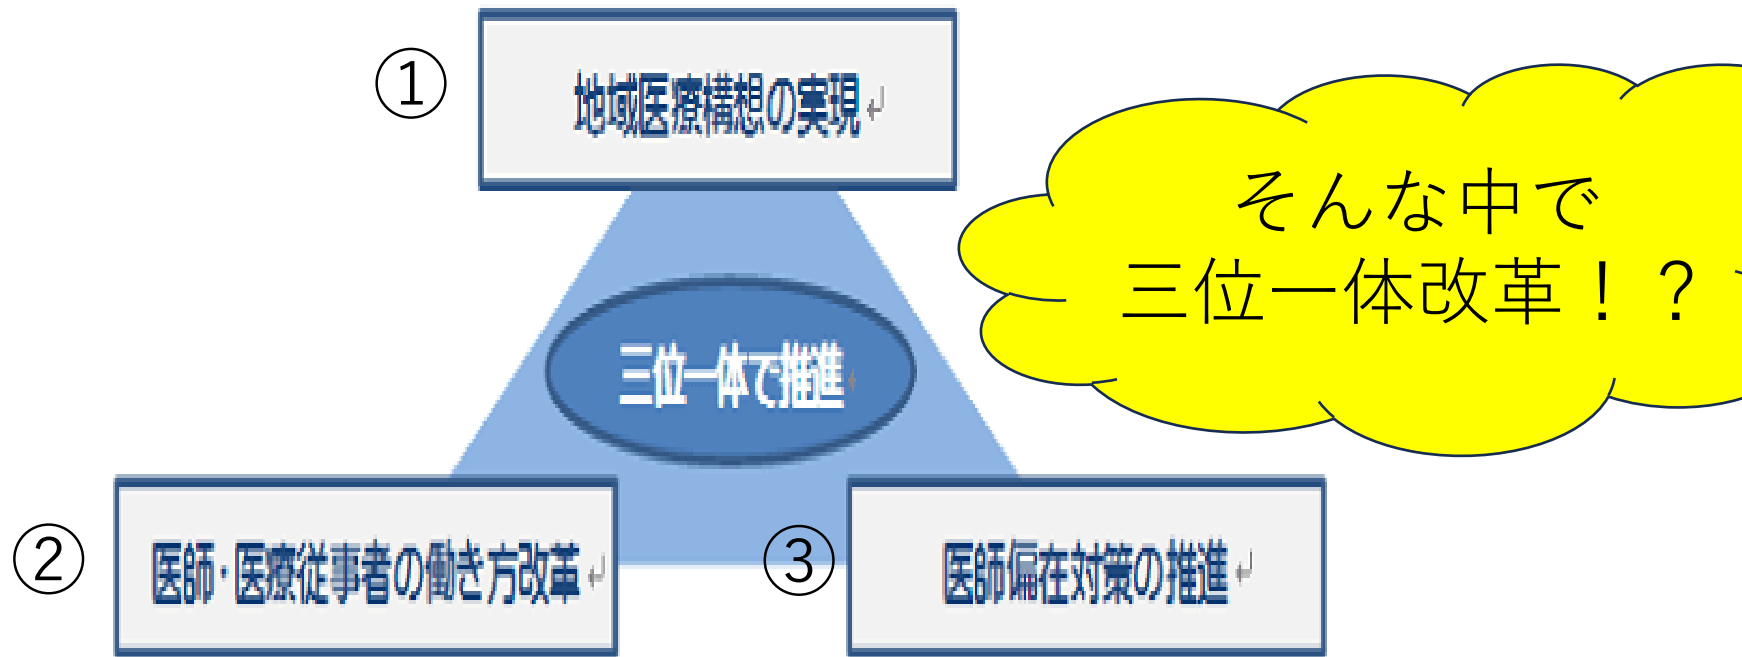 ①
地域医療構想の実現↵
そんな中で
三位一体改革！？
三位一体で推進
②
医師・医療従事者の働き方改革↵
③
医師偏在対策の推進↵